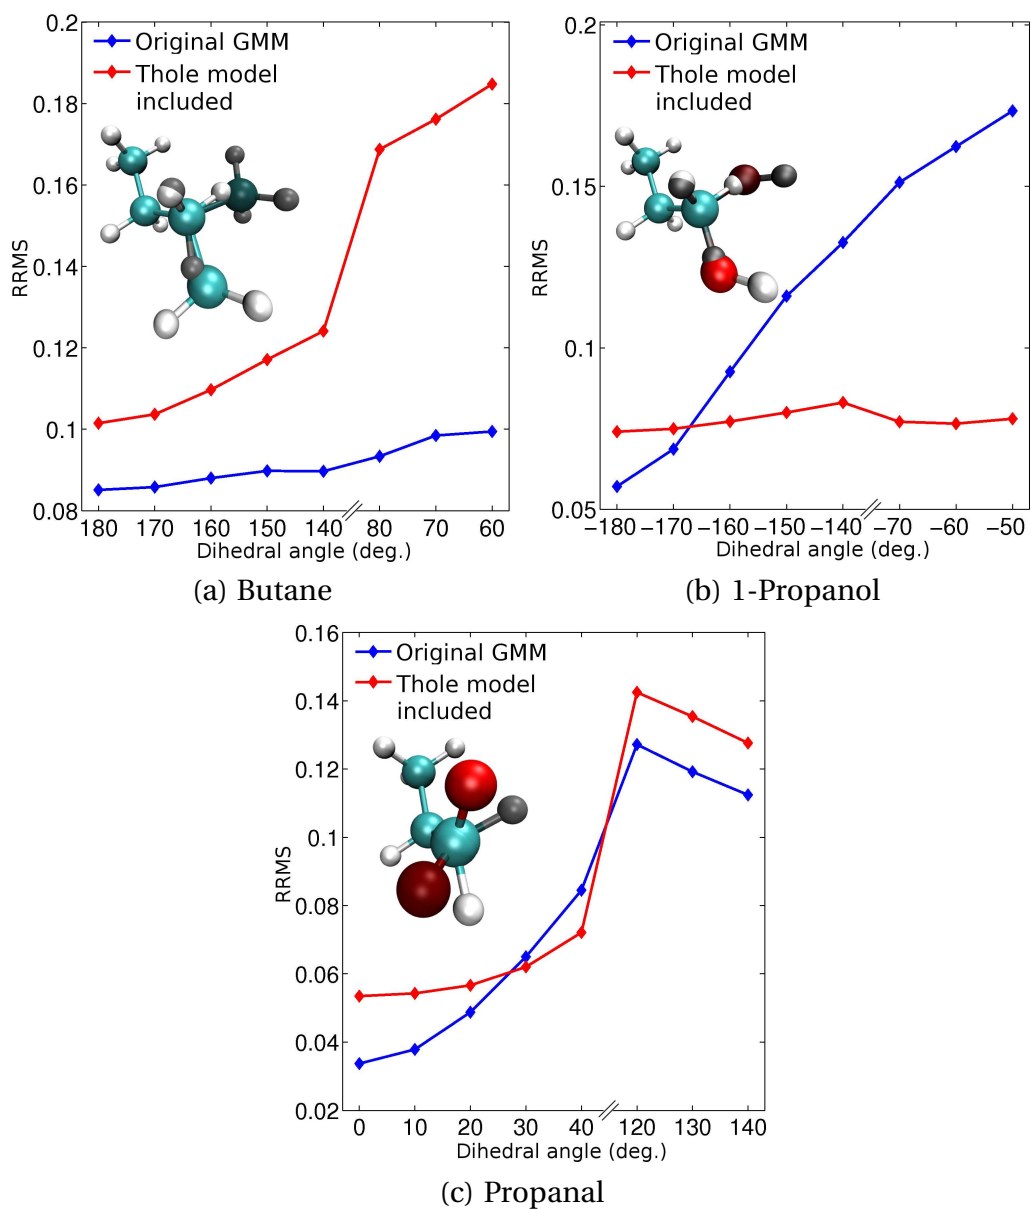 0.2
0.18
0.16
0.14
0.12
0.1
0.08
RRMS
Original GMM
Thole model
included
180 170 160 150 140 80 70 60
Dihedral angle (deg.)
(a) Butane
0.2
0.15
0.1
0.05
RRMS
Original GMM
Thole model
included
−180 −170 −160 −150 −140 −70 −60 −50
Dihedral angle (deg.)
(b) 1-Propanol
0.16
0.14
0.12
0.1
0.08
0.06
0.04
0.02
RRMS
Original GMM
Thole model
included
0 10 20 30 40 120 130 140
Dihedral angle (deg.)
(c) Propanal